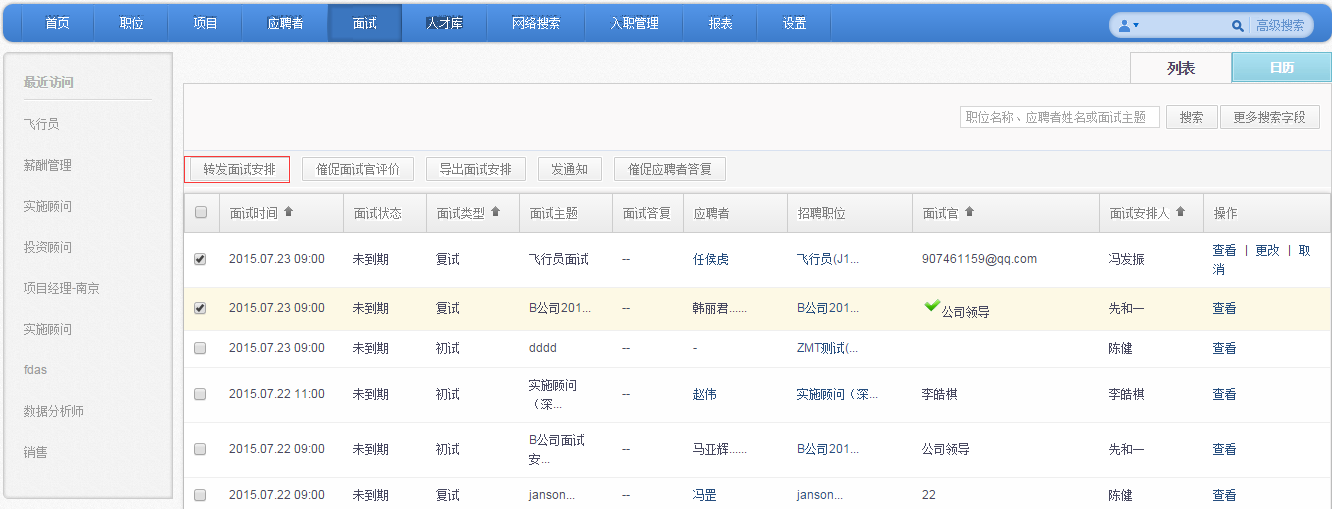 首页 职位 项目 应聘者 面试 人才库 网络搜索 入职管理 报表 设置 高级搜索
列表 日历
最近访问
飞行员
薪酬管理
实施顾问
投资顾问
项目经理-南京
实施顾问
fdas
数据分析师
销售
职位名称、应聘者姓名或面试主题 搜索 更多搜索字段
转发面试安排 催促面试官评价 导出面试安排 发通知 催促应聘者答复
面试时间 面试状态 面试类型 面试主题 面试答复 应聘者 招聘职位 面试官 面试安排人 操作
2015.07.23 09:00 未到期 复试 飞行员面试 -- 任侯虎 飞行员(J1... 907461159@qq.com 冯发振 查看 | 更改 | 取
消
2015.07.23 09:00 未到期 复试 B公司201... -- 韩丽君...... B公司201... 公司领导 先和一 查看
2015.07.23 09:00 未到期 初试 dddd -- - ZMT测试(... 陈健 查看
2015.07.22 11:00 未到期 初试 实施顾问
（深... -- 赵伟 实施顾问（深... 李皓棋 李皓棋 查看
2015.07.22 09:00 未到期 初试 B公司面试
安... -- 马亚辉...... B公司201... 公司领导 先和一 查看
2015.07.22 09:00 未到期 复试 janson... -- 冯罡 janson... 22 陈健 查看